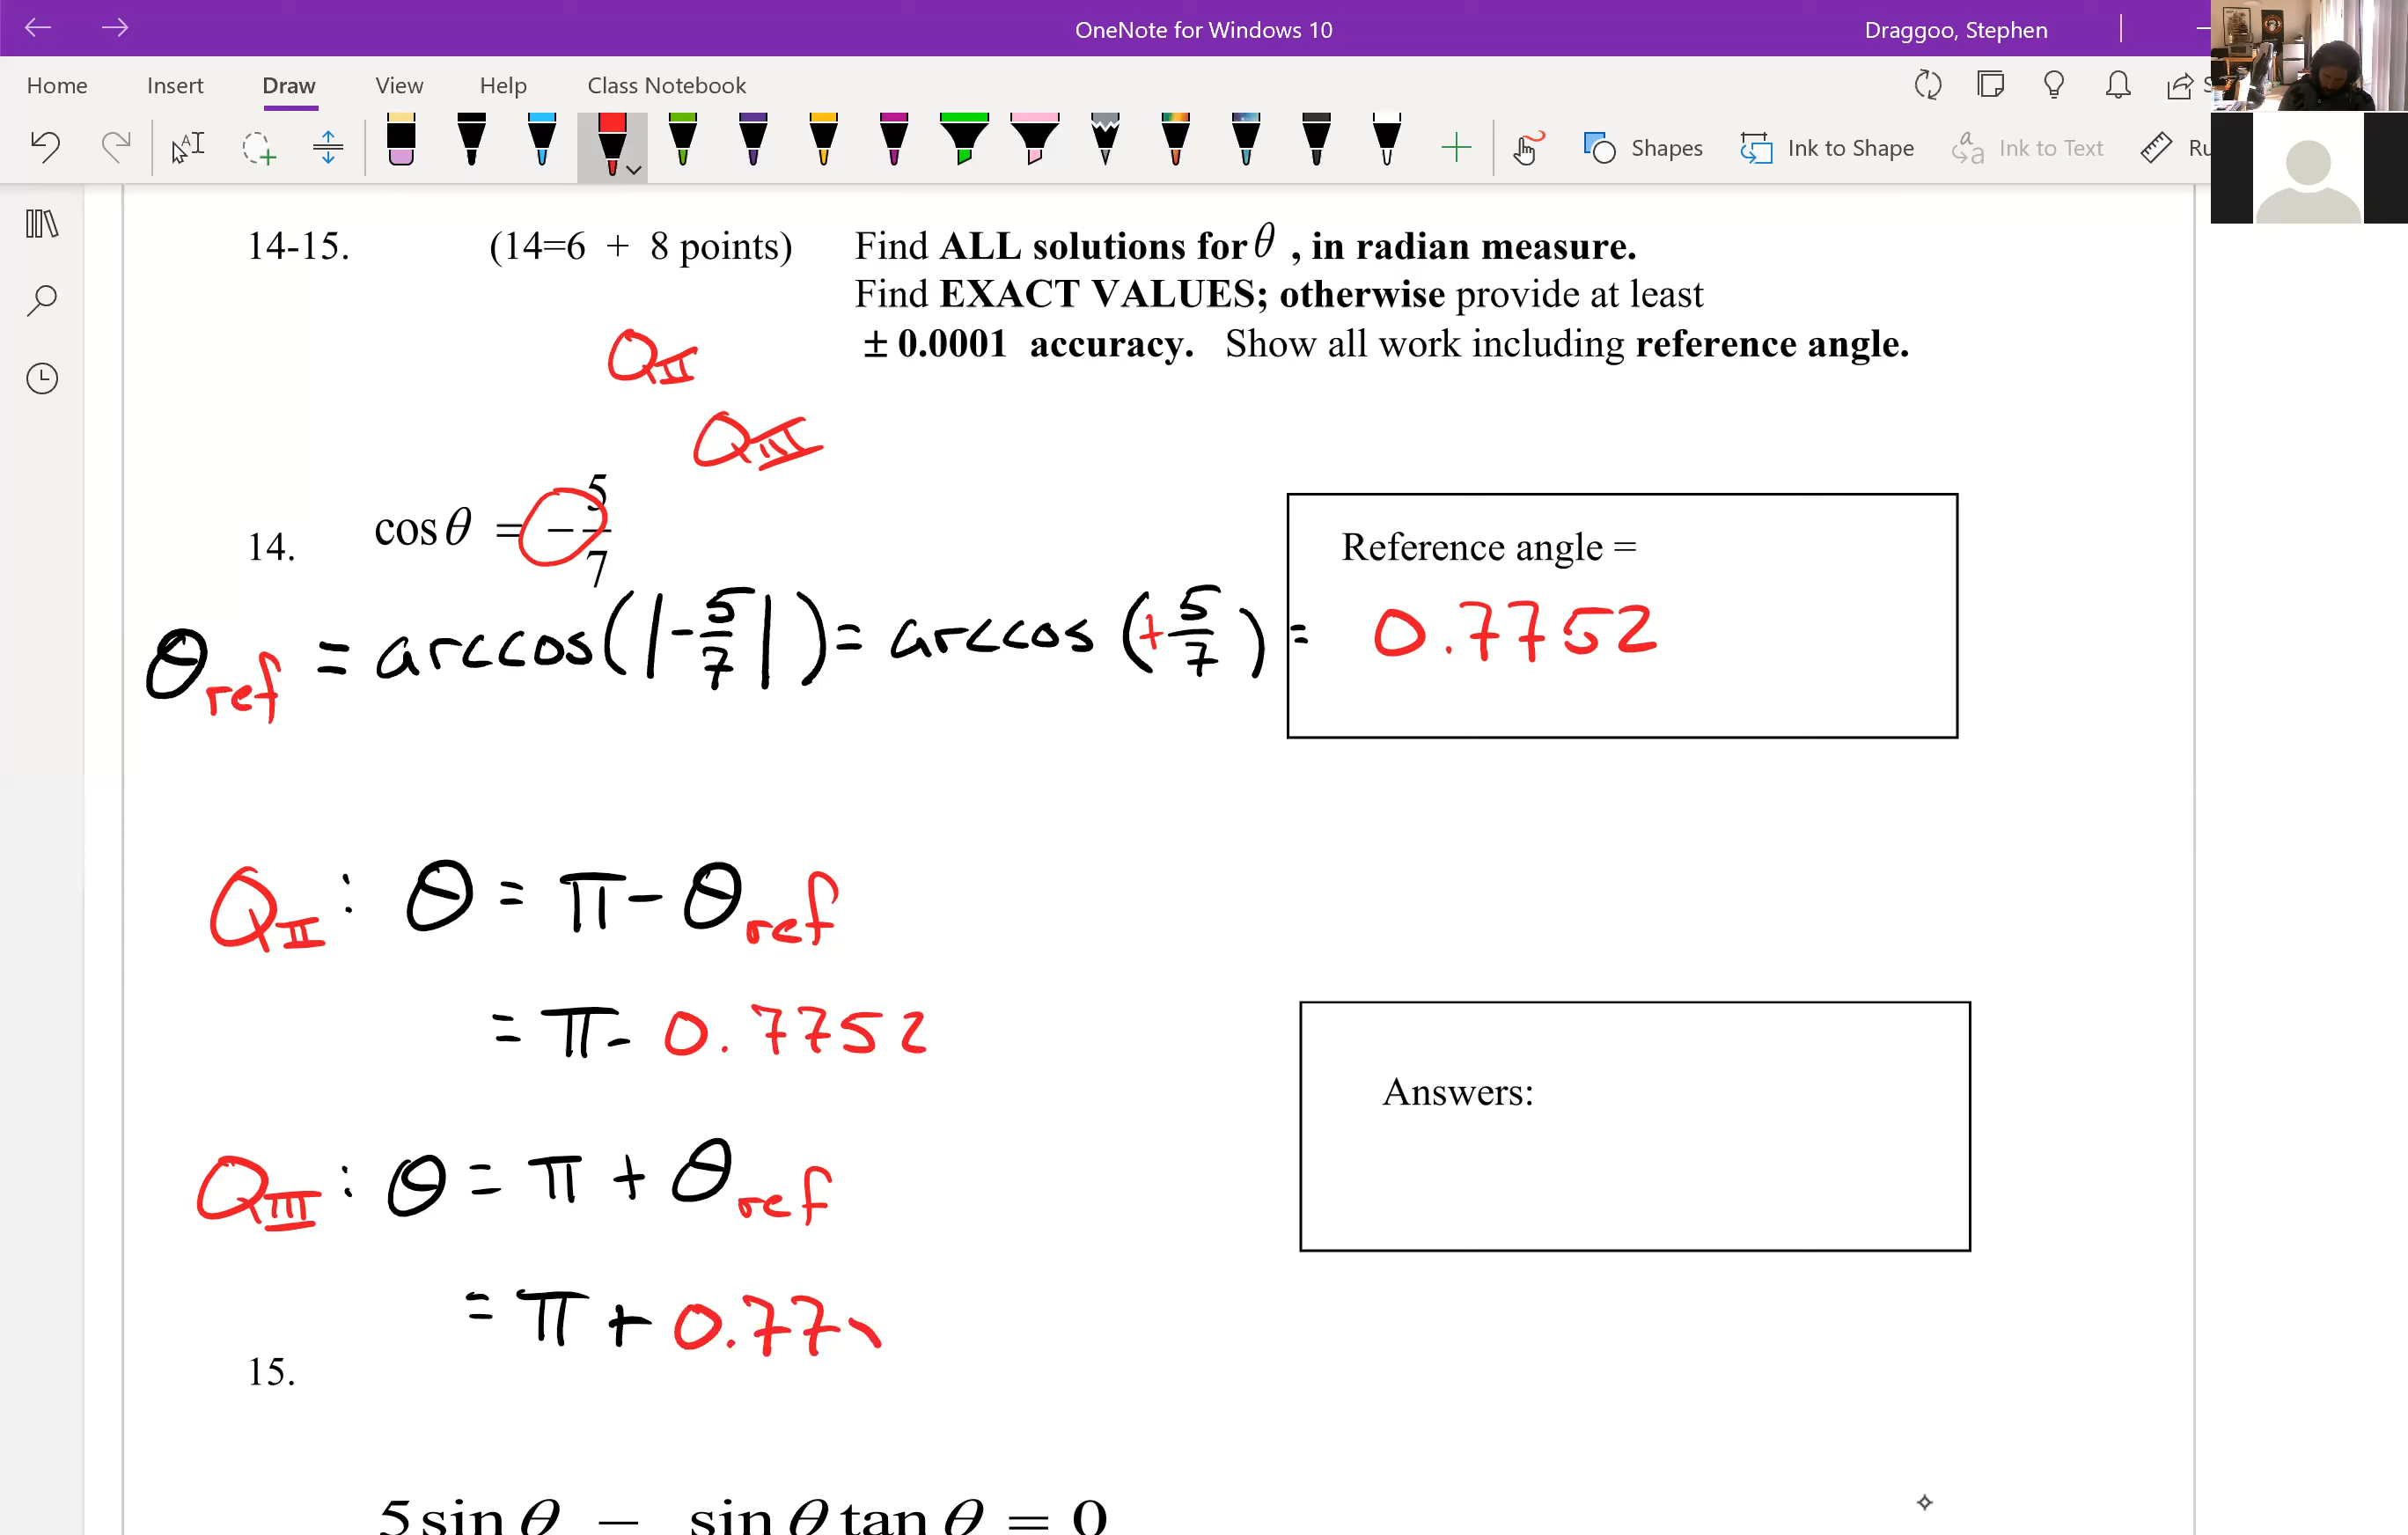 OneNote for Windows 10
Draggoo, Stephen
Home Insert Draw View Help Class Notebook
Shapes Ink to Shape Ink to Text
14-15. (14=6 + 8 points) Find ALL solutions for θ , in radian measure.
Find EXACT VALUES; otherwise provide at least
± 0.0001 accuracy. Show all work including reference angle.
QII
QIII
14. cos θ = -5/7
Reference angle =
θref = arccos(|-5/7|) = arccos(+5/7) = 0.7752
QII : θ = π - θref
= π - 0.7752
Answers:
QIII : θ = π + θref
= π + 0.77
15.
5 sin θ − sin θ tan θ = 0